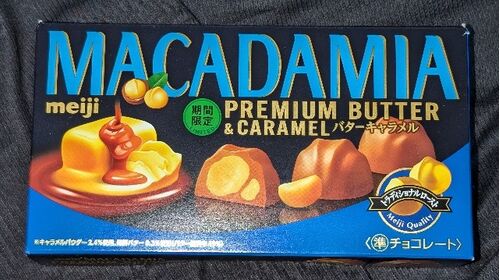 MACADAMIA
meiji
期間
限定
LIMITED
PREMIUM BUTTER
& CARAMEL バターキャラメル
トラディショナルロースト
Meiji Quality
〈準チョコレート〉